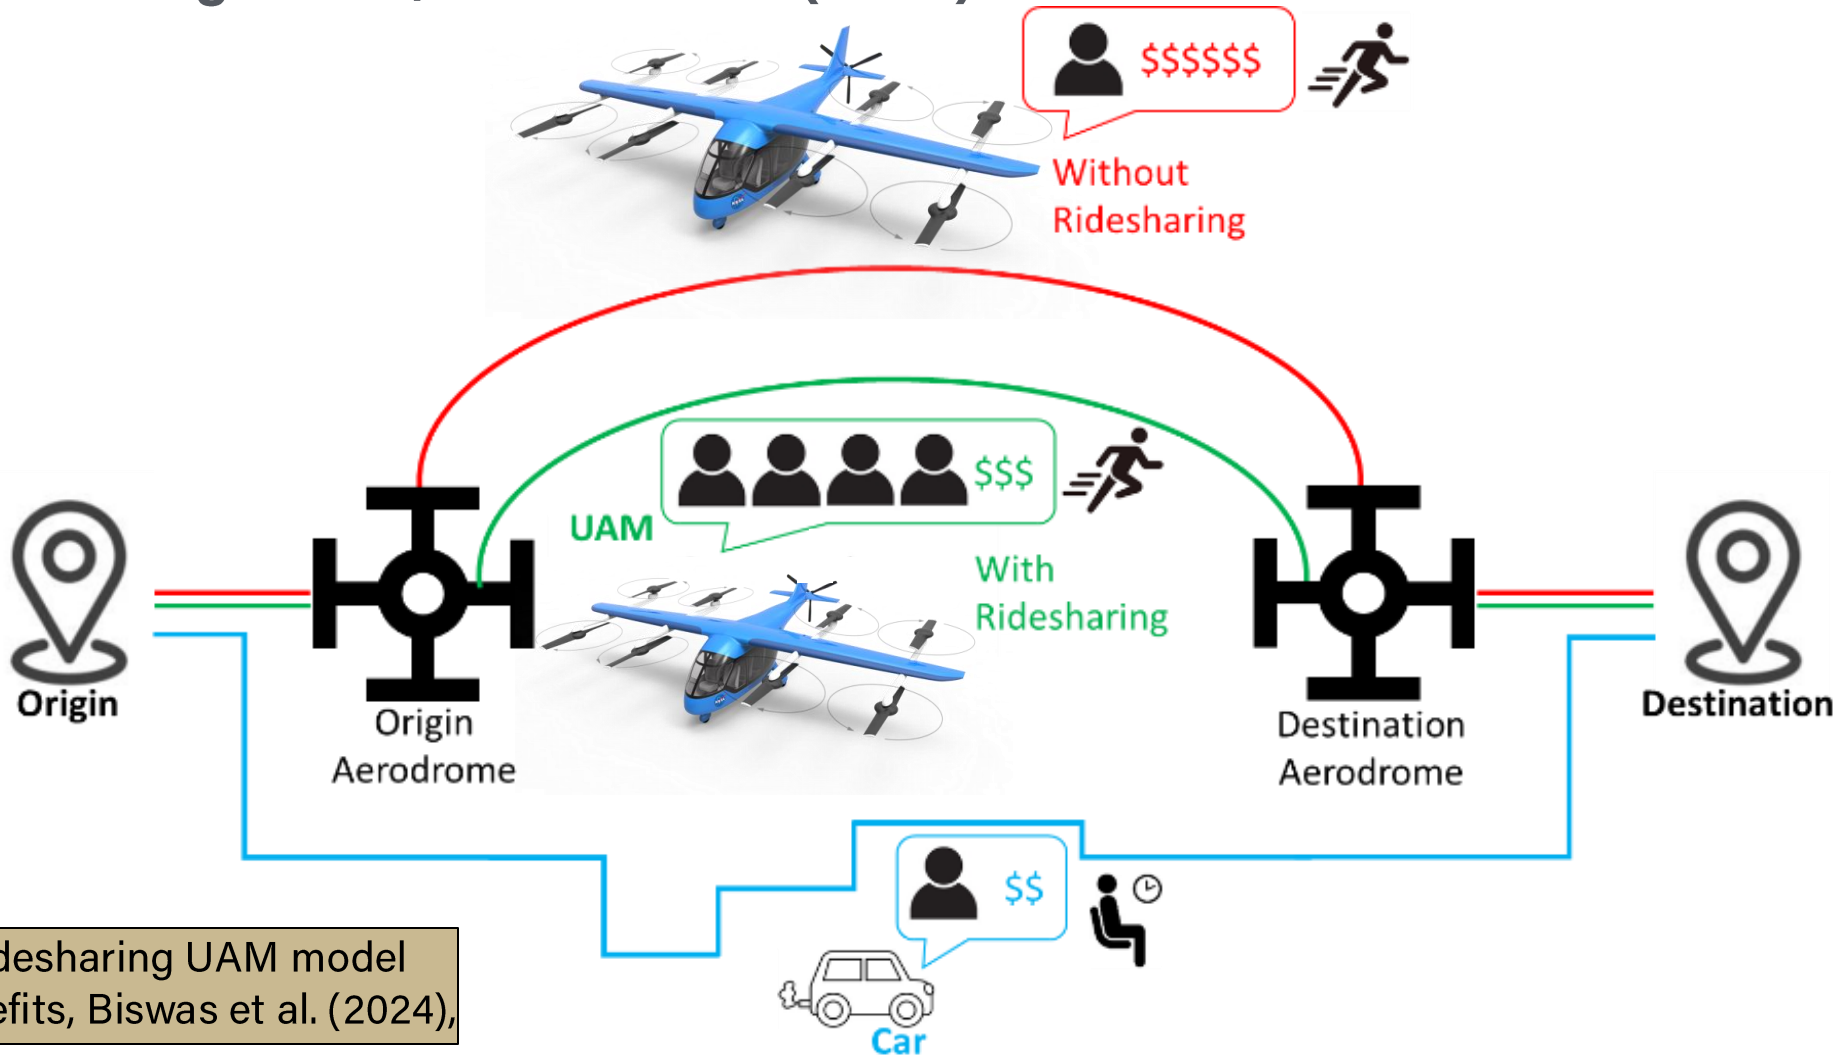 $$$$$$
Without
Ridesharing
$$$
UAM
With
Ridesharing
Origin
Origin
Aerodrome
Destination
Aerodrome
Destination
$$
Car
desharing UAM model
efits, Biswas et al. (2024),